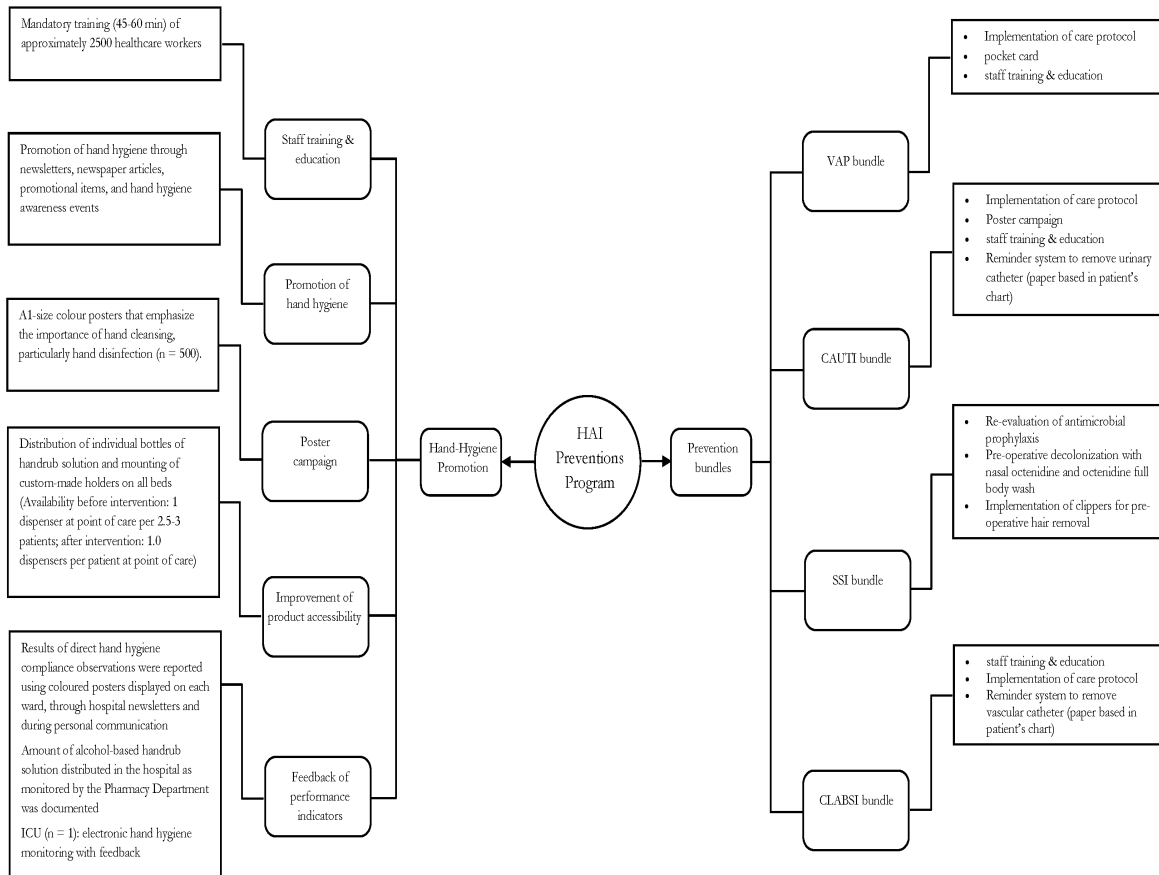 Mandatory training (45-60 min) of
approximately 2500 healthcare workers
Staff training &
education
Promotion of hand hygiene through
newsletters, newspaper articles,
promotional items, and hand hygiene
awareness events
Promotion of
hand hygiene
A1-size colour posters that emphasize
the importance of hand cleansing,
particularly hand disinfection (n = 500).
Poster
campaign
Distribution of individual bottles of
handrub solution and mounting of
custom-made holders on all beds
(Availability before intervention: 1
dispenser at point of care per 2.5-3
patients; after intervention: 1.0
dispensers per patient at point of care)
Improvement of
product accessibility
Results of direct hand hygiene
compliance observations were reported
using coloured posters displayed on each
ward, through hospital newsletters and
during personal communication
Amount of alcohol-based handrub
solution distributed in the hospital as
monitored by the Pharmacy Department
was documented
ICU (n = 1): electronic hand hygiene
monitoring with feedback
Feedback of
performance
indicators
Hand-Hygiene
Promotion
HAI
Preventions
Program
Prevention
bundles
VAP bundle
• Implementation of care protocol
• pocket card
• staff training & education
CAUTI bundle
• Implementation of care protocol
• Poster campaign
• staff training & education
• Reminder system to remove urinary
catheter (paper based in patient's
chart)
SSI bundle
• Re-evaluation of antimicrobial
prophylaxis
• Pre-operative decolonization with
nasal octenidine and octenidine full
body wash
• Implementation of clippers for pre-
operative hair removal
CLABSI bundle
• staff training & education
• Implementation of care protocol
• Reminder system to remove
vascular catheter (paper based in
patient's chart)